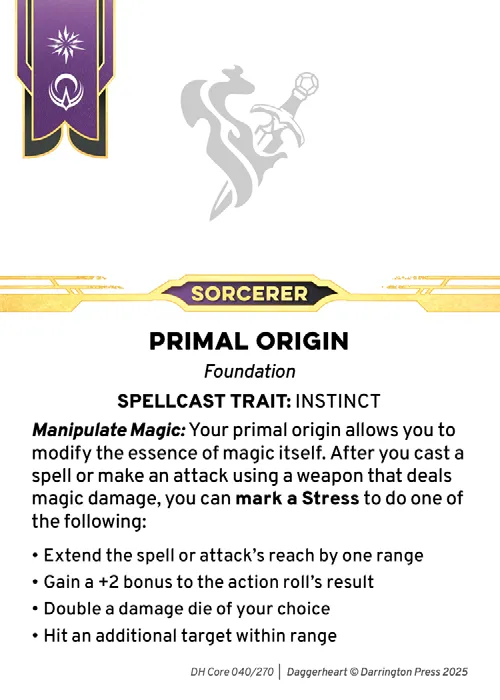 SORCERER
PRIMAL ORIGIN
Foundation
SPELLCAST TRAIT: INSTINCT
Manipulate Magic: Your primal origin allows you to
modify the essence of magic itself. After you cast a
spell or make an attack using a weapon that deals
magic damage, you can mark a Stress to do one of
the following:
• Extend the spell or attack's reach by one range
• Gain a +2 bonus to the action roll's result
• Double a damage die of your choice
• Hit an additional target within range
DH Core 040/270 | Daggerheart © Darrington Press 2025